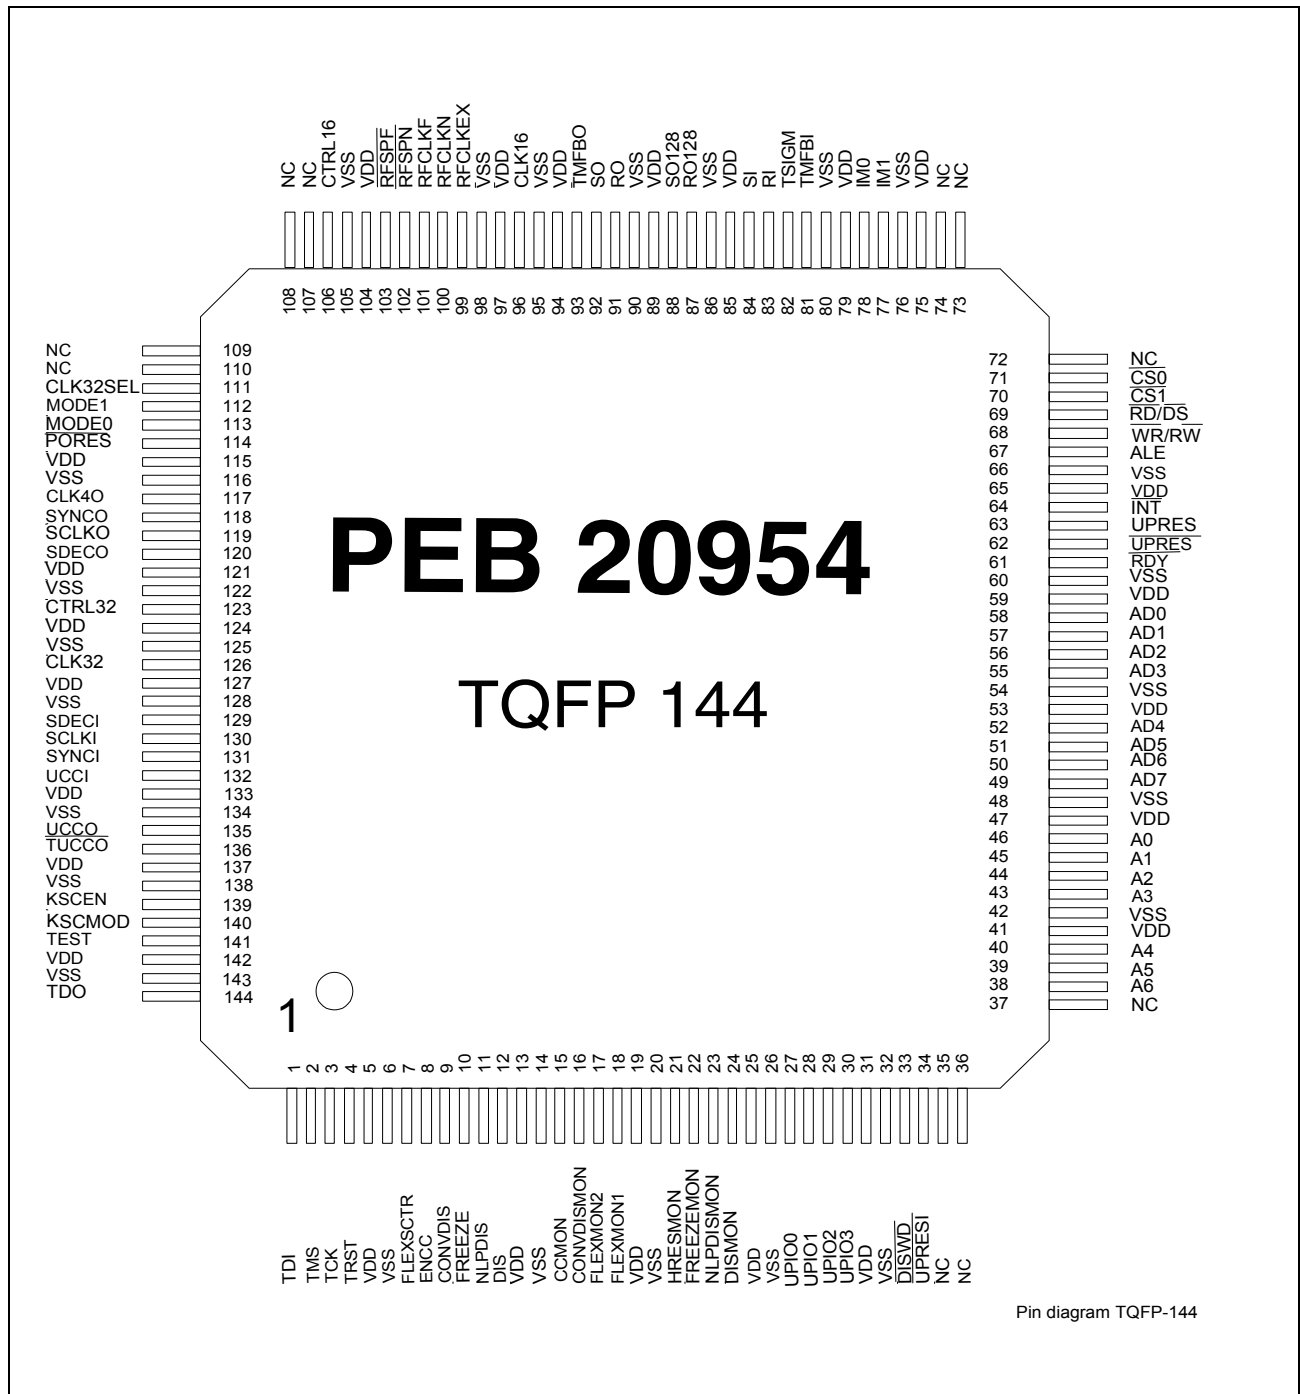 NC NC CTRL16 VSS VDD RFSPF RFSPN RFCLKF RFCLKN RFCLKEX VSS VDD CLK16 VSS VDD TMFBO SO RO VSS VDD SO128 RO128 VSS VDD SI RI TSIGM TMFBI VSS VDD IM0 IM1 VSS VDD NC NC
108 107 106 105 104 103 102 101 100 99 98 97 96 95 94 93 92 91 90 89 88 87 86 85 84 83 82 81 80 79 78 77 76 75 74 73
NC 109
NC 110
CLK32SEL 111
MODE1 112
MODE0 113
PORES 114
VDD 115
VSS 116
CLK4O 117
SYNCO 118
SCLKO 119
SDECO 120
VDD 121
VSS 122
CTRL32 123
VDD 124
VSS 125
CLK32 126
VDD 127
VSS 128
SDECI 129
SCLKI 130
SYNCI 131
UCCI 132
VDD 133
VSS 134
UCCO 135
TUCCO 136
VDD 137
VSS 138
KSCEN 139
KSCMOD 140
TEST 141
VDD 142
VSS 143
TDO 144
PEB 20954
TQFP 144
72 NC
71 CS0
70 CS1
69 RD/DS
68 WR/RW
67 ALE
66 VSS
65 VDD
64 INT
63 UPRES
62 UPRES
61 RDY
60 VSS
59 VDD
58 AD0
57 AD1
56 AD2
55 AD3
54 VSS
53 VDD
52 AD4
51 AD5
50 AD6
49 AD7
48 VSS
47 VDD
46 A0
45 A1
44 A2
43 A3
42 VSS
41 VDD
40 A4
39 A5
38 A6
37 NC
1
1 2 3 4 5 6 7 8 9 10 11 12 13 14 15 16 17 18 19 20 21 22 23 24 25 26 27 28 29 30 31 32 33 34 35 36
TDI TMS TCK TRST VDD VSS FLEXSCTR ENCC CONVDIS FREEZE NLPDIS DIS VDD VSS CCMON CONVDISMON FLEXMON2 FLEXMON1 VDD VSS HRESMON FREEZEMON NLPDISMON DISMON VDD VSS UPIO0 UPIO1 UPIO2 UPIO3 VDD VSS DISWD UPRESI NC NC
Pin diagram TQFP-144